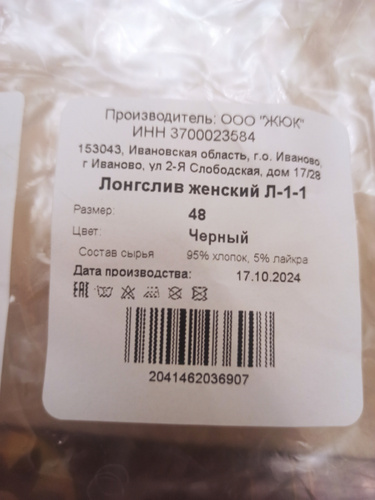 Производитель: ООО "ЖЮК"
ИНН 3700023584
153043, Ивановская область, г.о. Иваново,
г Иваново, ул 2-Я Слободская, дом 17/28
Лонгслив женский Л-1-1
Размер: 48
Цвет: Черный
Состав сырья 95% хлопок, 5% лайкра
Дата производства: 17.10.2024
ЕАС
2041462036907